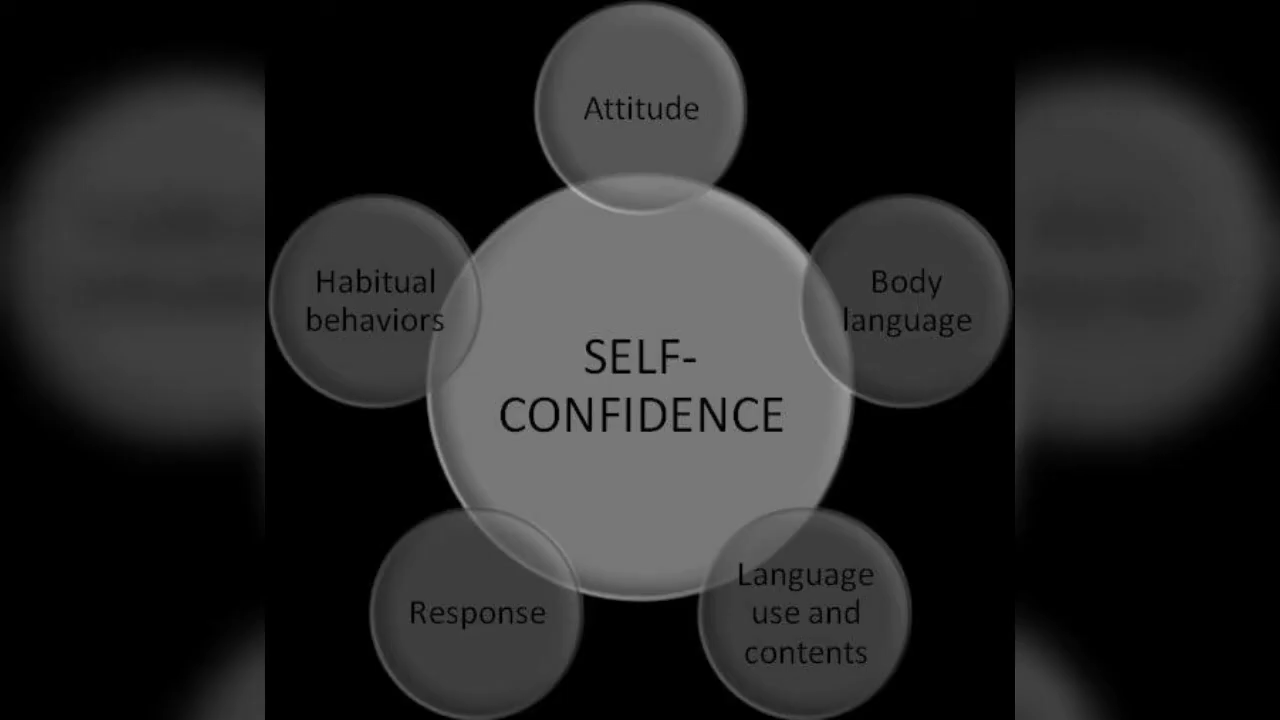 Attitude
Habitual
behaviors
Body
language
SELF-
CONFIDENCE
Response
Language
use and
contents